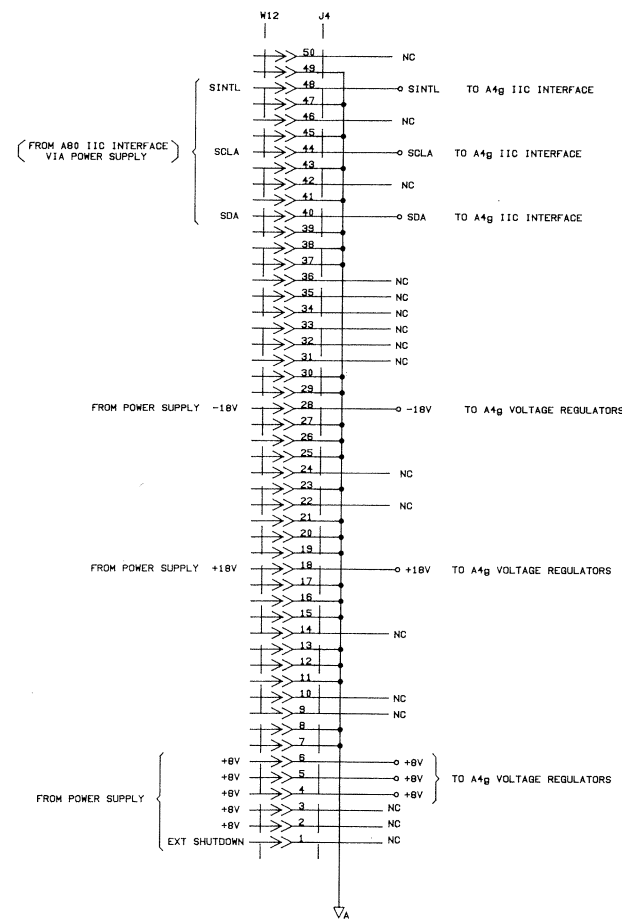 W12 J4
50 NC
49
SINTL 48 SINTL TO A4g IIC INTERFACE
47
46 NC
45
(FROM A80 IIC INTERFACE
VIA POWER SUPPLY)
SCLA 44 SCLA TO A4g IIC INTERFACE
43
42 NC
41
SDA 40 SDA TO A4g IIC INTERFACE
39
38
37
36 NC
35 NC
34 NC
33 NC
32 NC
31 NC
30
29
FROM POWER SUPPLY -18V 28 -18V TO A4g VOLTAGE REGULATORS
27
26
25
24 NC
23
22 NC
21
20
19
FROM POWER SUPPLY +18V 18 +18V TO A4g VOLTAGE REGULATORS
17
16
15
14 NC
13
12
11
10 NC
9 NC
8
7
+8V 6 +8V
+8V 5 +8V TO A4g VOLTAGE REGULATORS
+8V 4 +8V
FROM POWER SUPPLY
+8V 3 NC
+8V 2 NC
EXT SHUTDOWN 1 NC
A